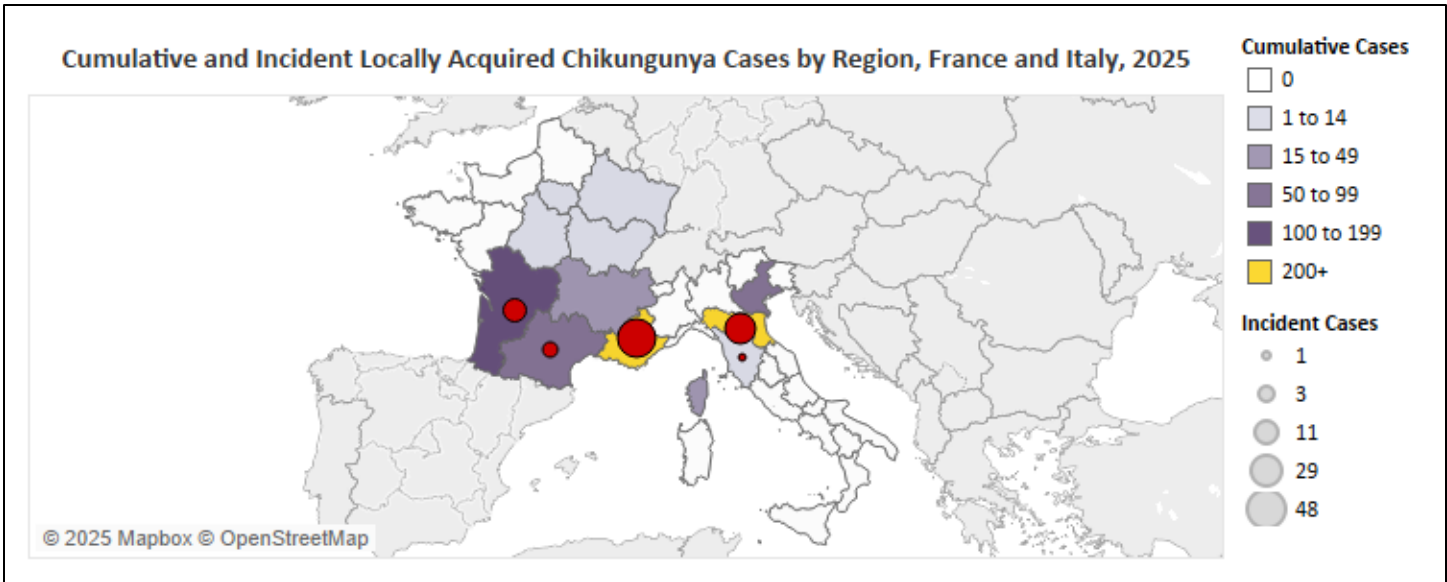 Cumulative and Incident Locally Acquired Chikungunya Cases by Region, France and Italy, 2025
Cumulative Cases
0
1 to 14
15 to 49
50 to 99
100 to 199
200+
Incident Cases
1
3
11
29
48
© 2025 Mapbox © OpenStreetMap